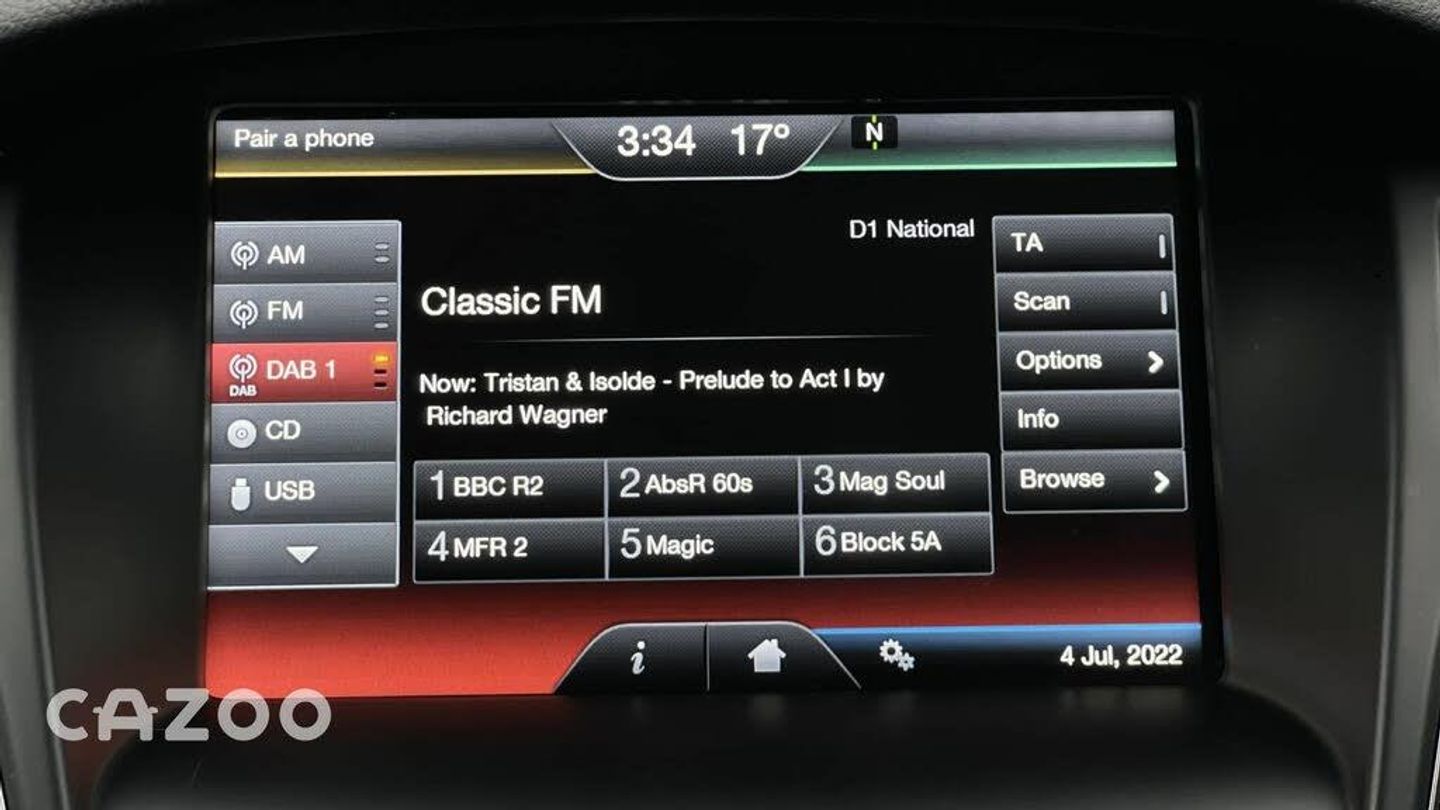 Pair a phone
3:34 17°
N
D1 National
AM
FM
DAB DAB 1
CD
USB
Classic FM
Now: Tristan & Isolde - Prelude to Act I by
Richard Wagner
1 BBC R2 2 AbsR 60s 3 Mag Soul
4 MFR 2 5 Magic 6 Block 5A
TA
Scan
Options
Info
Browse
i
4 Jul, 2022
CAZOO